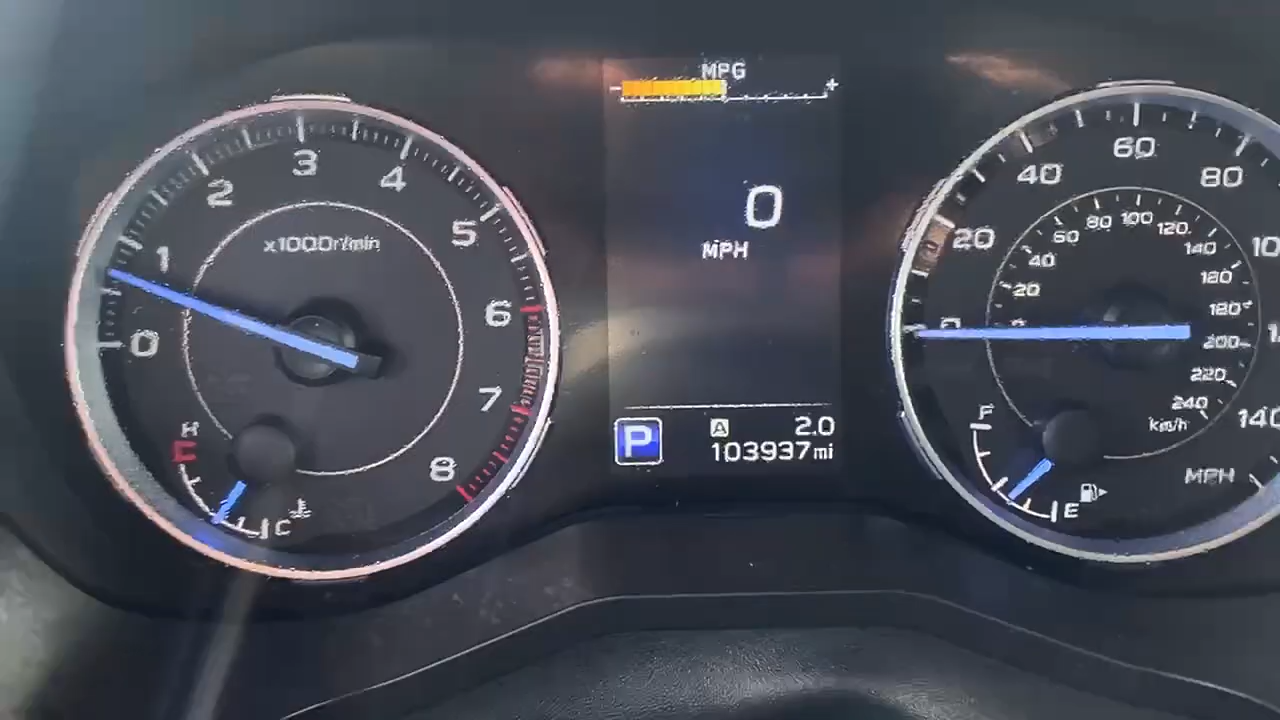 MPG
- +
0
MPH
P A 2.0
103937mi
0 1 2 3 4 5 6 7 8
x1000r/min
H
C
0 20 40 60 80 140
20 40 60 80 100 120 140 160 180 200 220 240
km/h
MPH
F
E